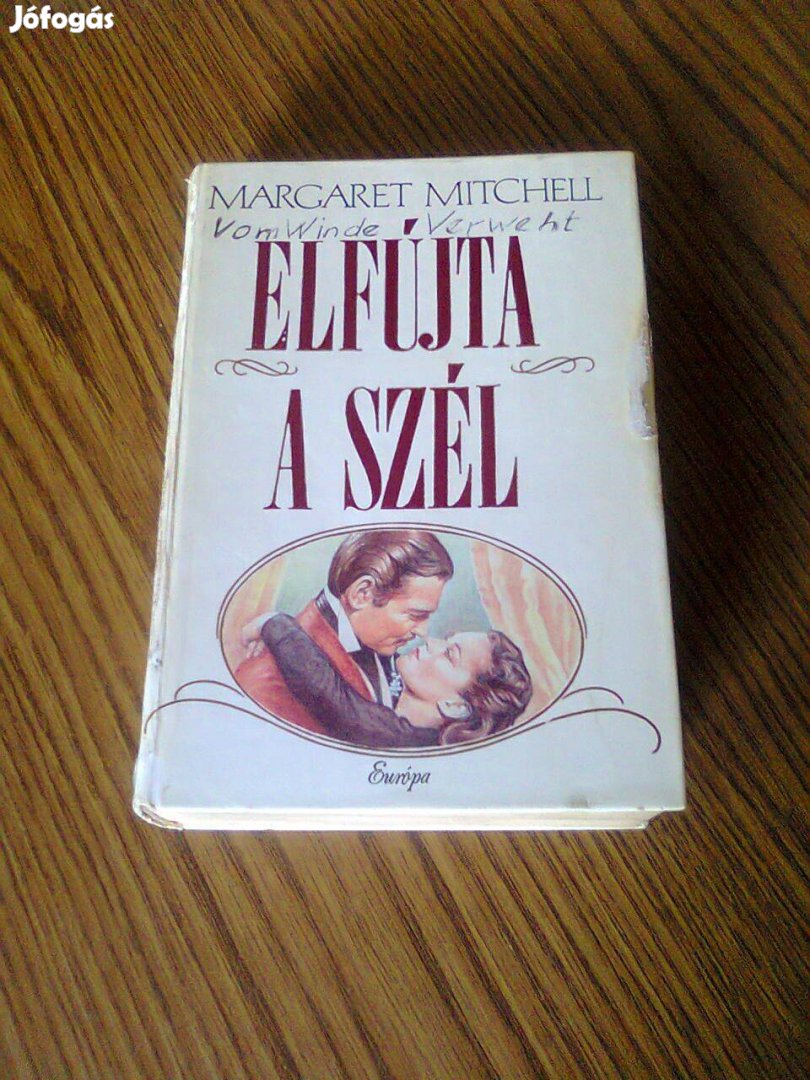 Jófogás
MARGARET MITCHELL
Vom Winde Verweht
ELFÚJTA
A SZÉL
Európa